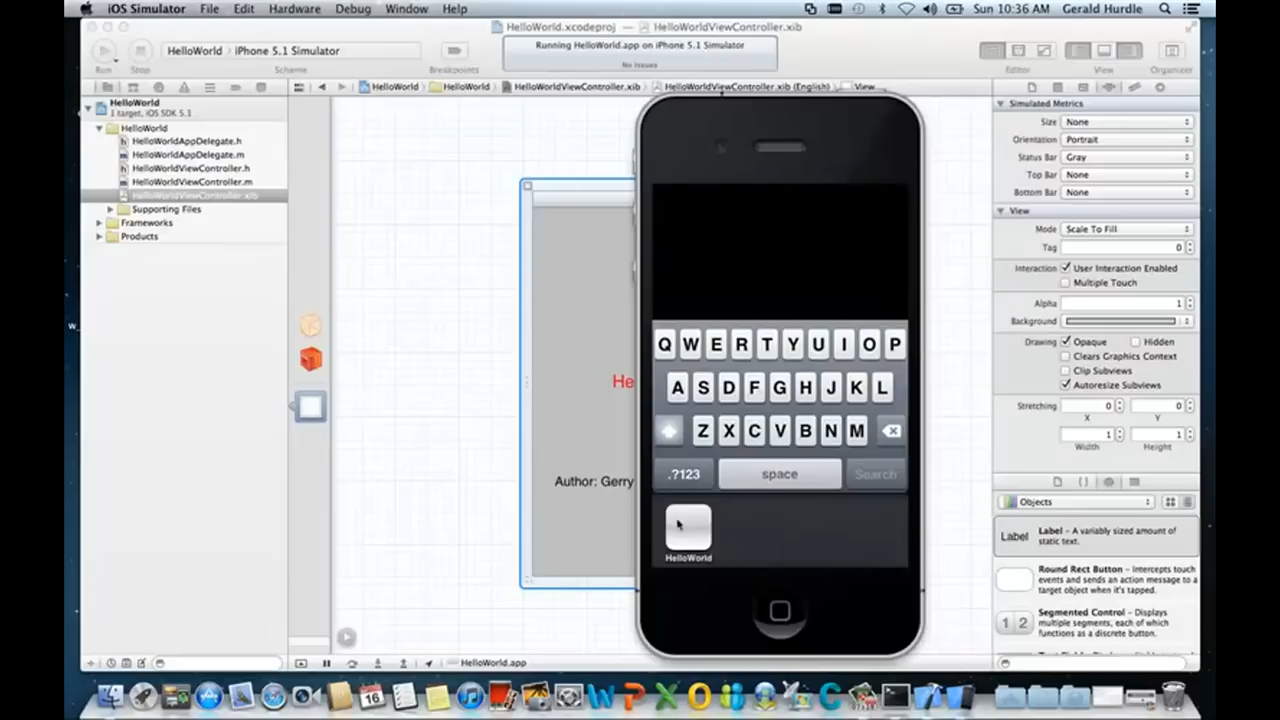 iOS Simulator File Edit Hardware Debug Window Help Sun 10:36 AM Gerald Hurdle
HelloWorld.xcodeproj — HelloWorldViewController.xib
HelloWorld iPhone 5.1 Simulator
Running HelloWorld.app on iPhone 5.1 Simulator
No Issues
Run Stop Scheme Breakpoints Editor View Organizer
HelloWorld HelloWorld HelloWorldViewController.xib HelloWorldViewController.xib (English) View
HelloWorld
1 target, iOS SDK 5.1
HelloWorld
HelloWorldAppDelegate.h
HelloWorldAppDelegate.m
HelloWorldViewController.h
HelloWorldViewController.m
HelloWorldViewController.xib
Supporting Files
Frameworks
Products
He
Author: Gerry
Q W E R T Y U I O P
A S D F G H J K L
Z X C V B N M
.?123 space Search
HelloWorld
Simulated Metrics
Size None
Orientation Portrait
Status Bar Gray
Top Bar None
Bottom Bar None
View
Mode Scale To Fill
Tag 0
Interaction User Interaction Enabled
Multiple Touch
Alpha 1
Background
Drawing Opaque Hidden
Clears Graphics Context
Clip Subviews
Autoresize Subviews
Stretching 0 0
X Y
1 1
Width Height
Objects
Label
Label – A variably sized amount of
static text.
Round Rect Button – Intercepts touch
events and sends an action message to a
target object when it's tapped.
1 2
Segmented Control – Displays
multiple segments, each of which
functions as a discrete button.
HelloWorld.app
16